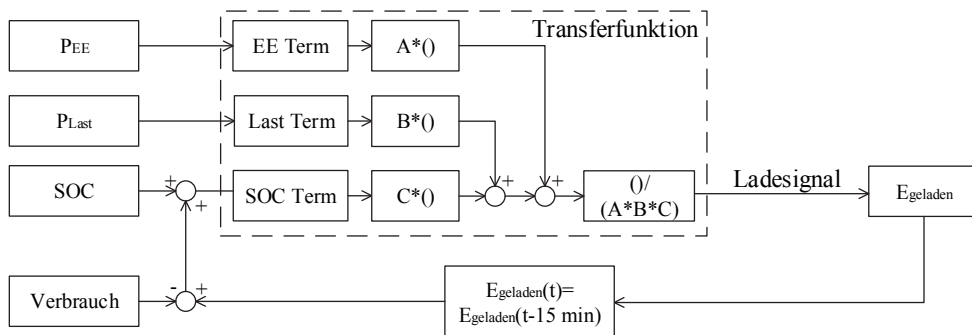 Transferfunktion
PEE
EE Term
A*()
PLast
Last Term
B*()
SOC
+
+
SOC Term
C*()
+
+
()/
(A*B*C)
Ladesignal
Egeladen
Verbrauch
-
+
Egeladen(t)=
Egeladen(t-15 min)